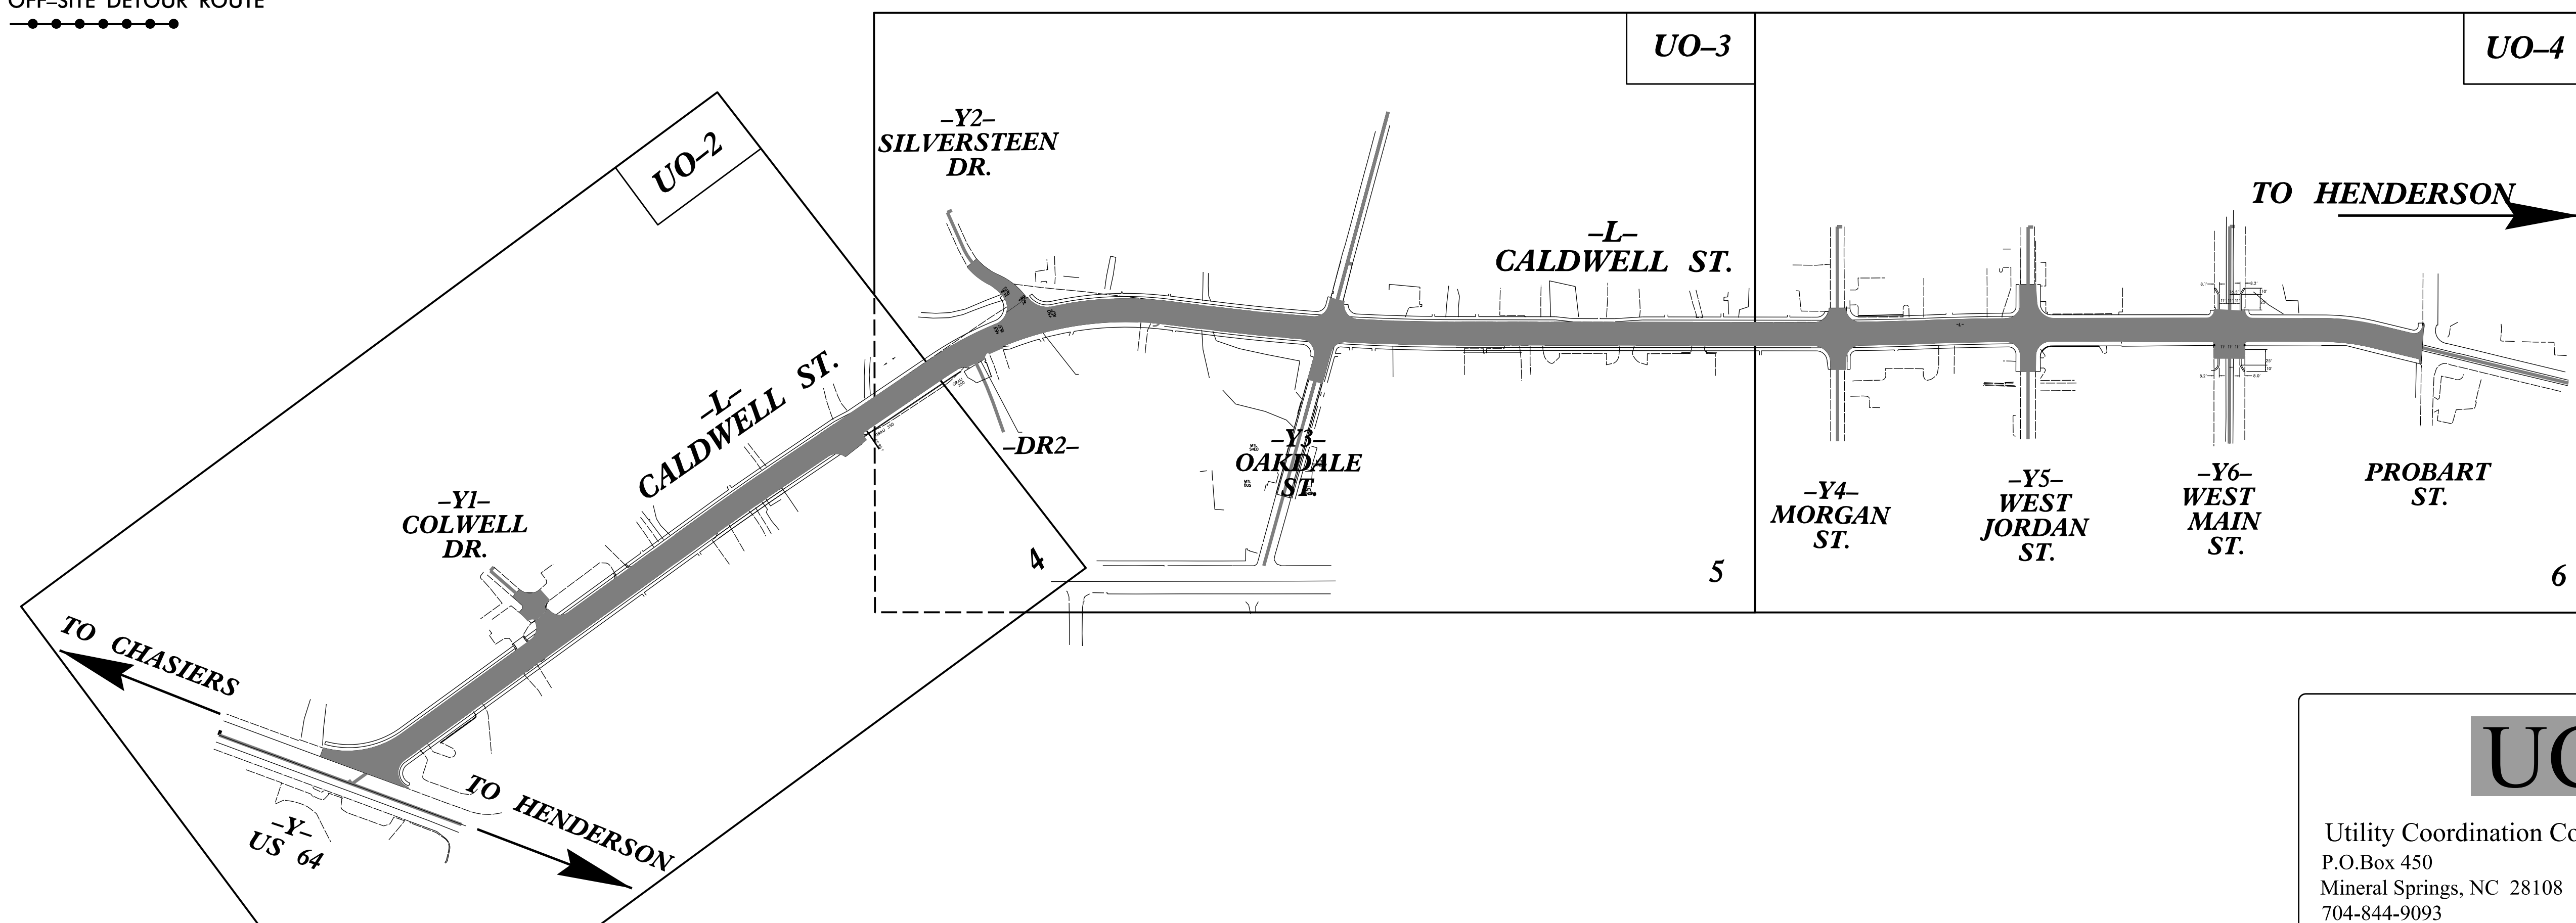 OFF–SITE DETOUR ROUTE
UO–2
UO–3
UO–4
–Y2–
SILVERSTEEN
DR.
TO HENDERSON
–L–
CALDWELL ST.
–L–
CALDWELL ST.
–DR2–
–Y3–
OAKDALE
ST.
–Y1–
COLWELL
DR.
–Y4–
MORGAN
ST.
–Y5–
WEST
JORDAN
ST.
–Y6–
WEST
MAIN
ST.
PROBART
ST.
4
5
6
TO CHASIERS
TO HENDERSON
–Y–
US 64
Utility Coordination
P.O.Box 450
Mineral Springs, NC 28108
704-844-9093